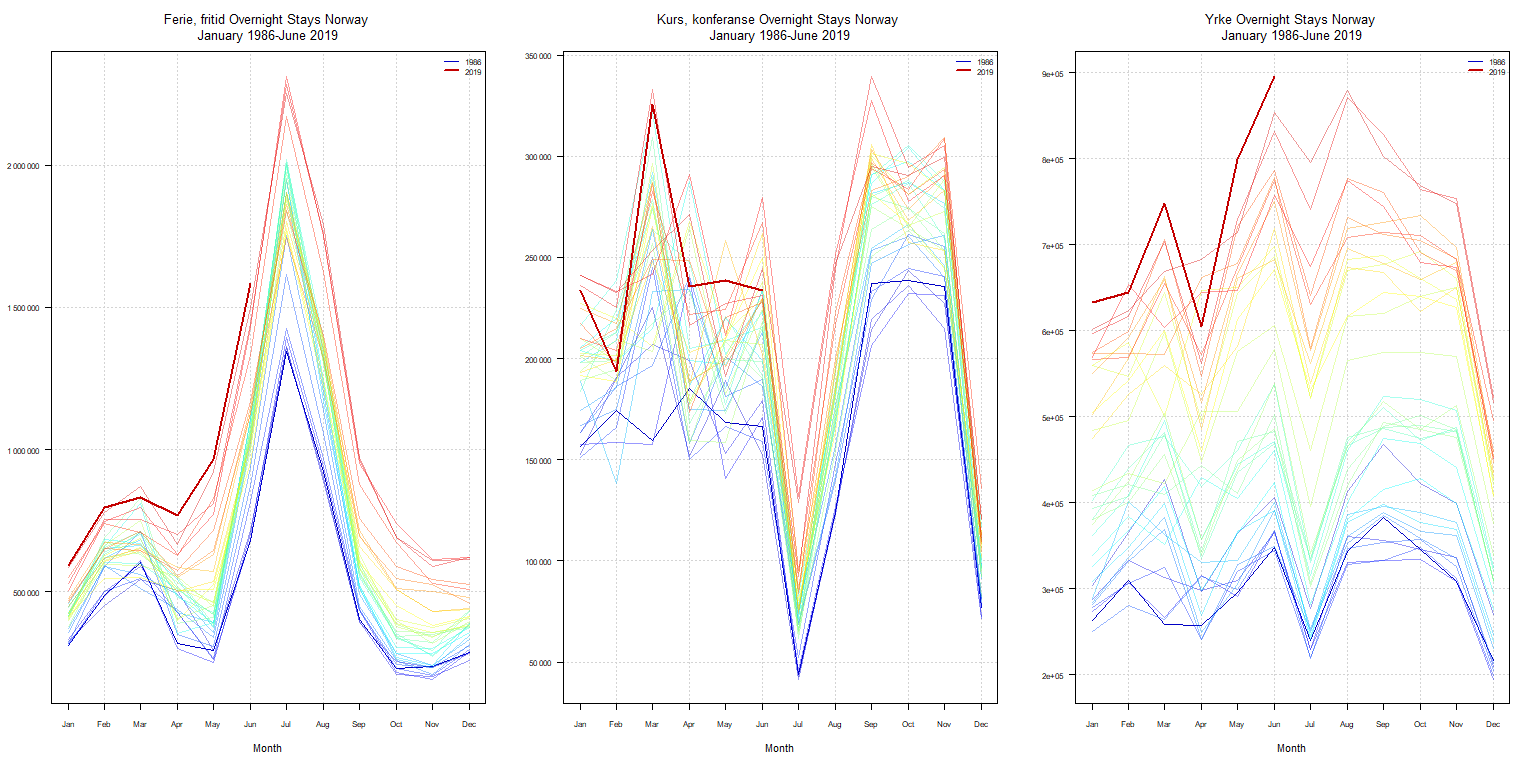 Ferie, fritid Overnight Stays Norway
January 1986-June 2019
1986
2019
2 000 000
1 500 000
1 000 000
500 000
Jan Feb Mar Apr May Jun Jul Aug Sep Oct Nov Dec
Month
Kurs, konferanse Overnight Stays Norway
January 1986-June 2019
1986
2019
350 000
300 000
250 000
200 000
150 000
100 000
50 000
Jan Feb Mar Apr May Jun Jul Aug Sep Oct Nov Dec
Month
Yrke Overnight Stays Norway
January 1986-June 2019
1986
2019
9e+05
8e+05
7e+05
6e+05
5e+05
4e+05
3e+05
2e+05
Jan Feb Mar Apr May Jun Jul Aug Sep Oct Nov Dec
Month